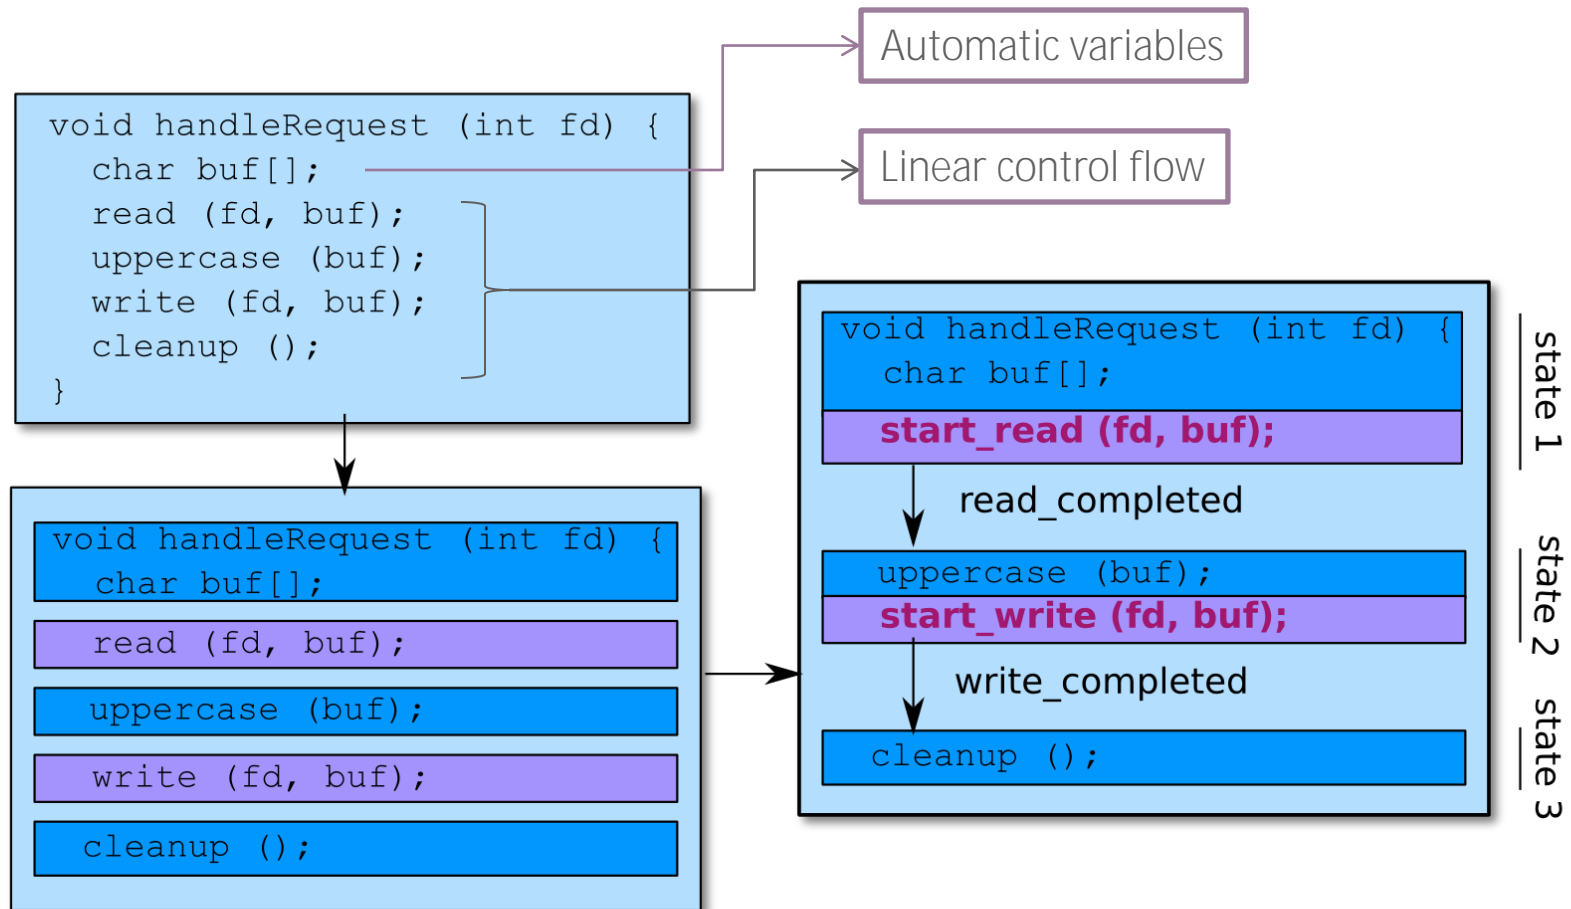 Automatic variables
Linear control flow
void handleRequest (int fd) {
char buf[];
read (fd, buf);
uppercase (buf);
write (fd, buf);
cleanup ();
}
void handleRequest (int fd) {
char buf[];
read (fd, buf);
uppercase (buf);
write (fd, buf);
cleanup ();
void handleRequest (int fd) {
char buf[];
start_read (fd, buf);
read_completed
uppercase (buf);
start_write (fd, buf);
write_completed
cleanup ();
state 1
state 2
state 3